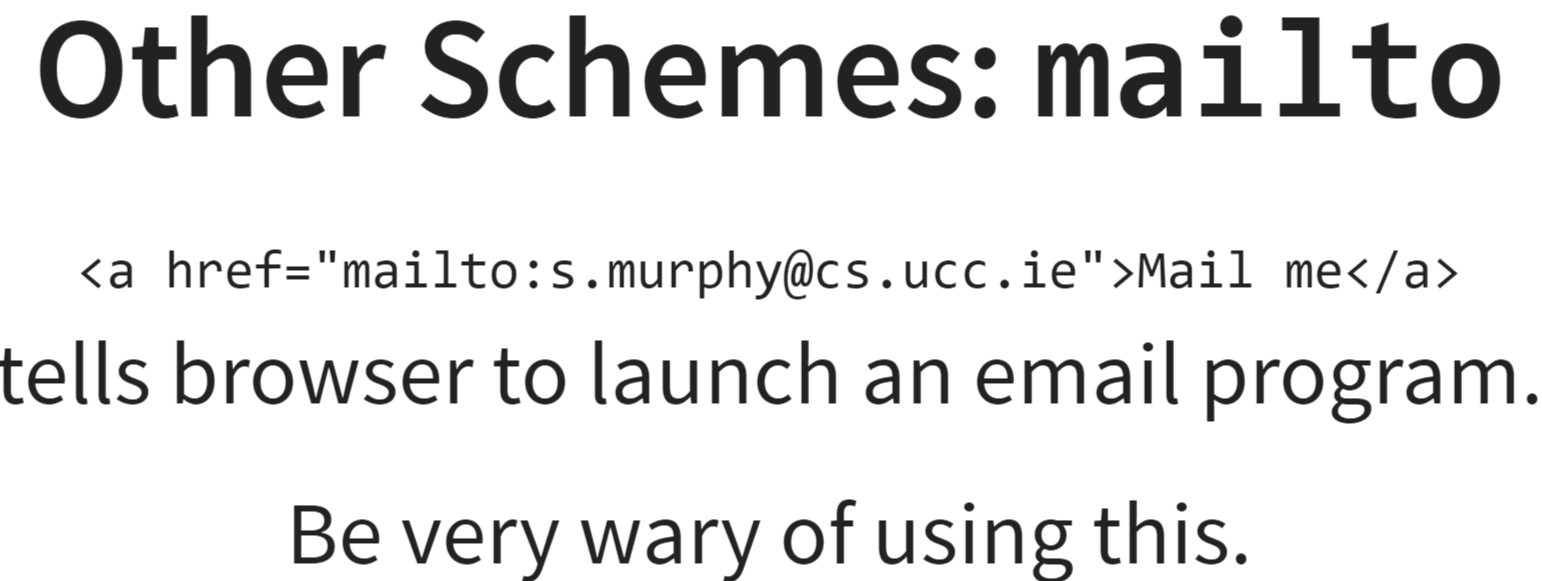 Other Schemes: mailto
<a href="mailto:s.murphy@cs.ucc.ie">Mail me</a>
tells browser to launch an email program.
Be very wary of using this.